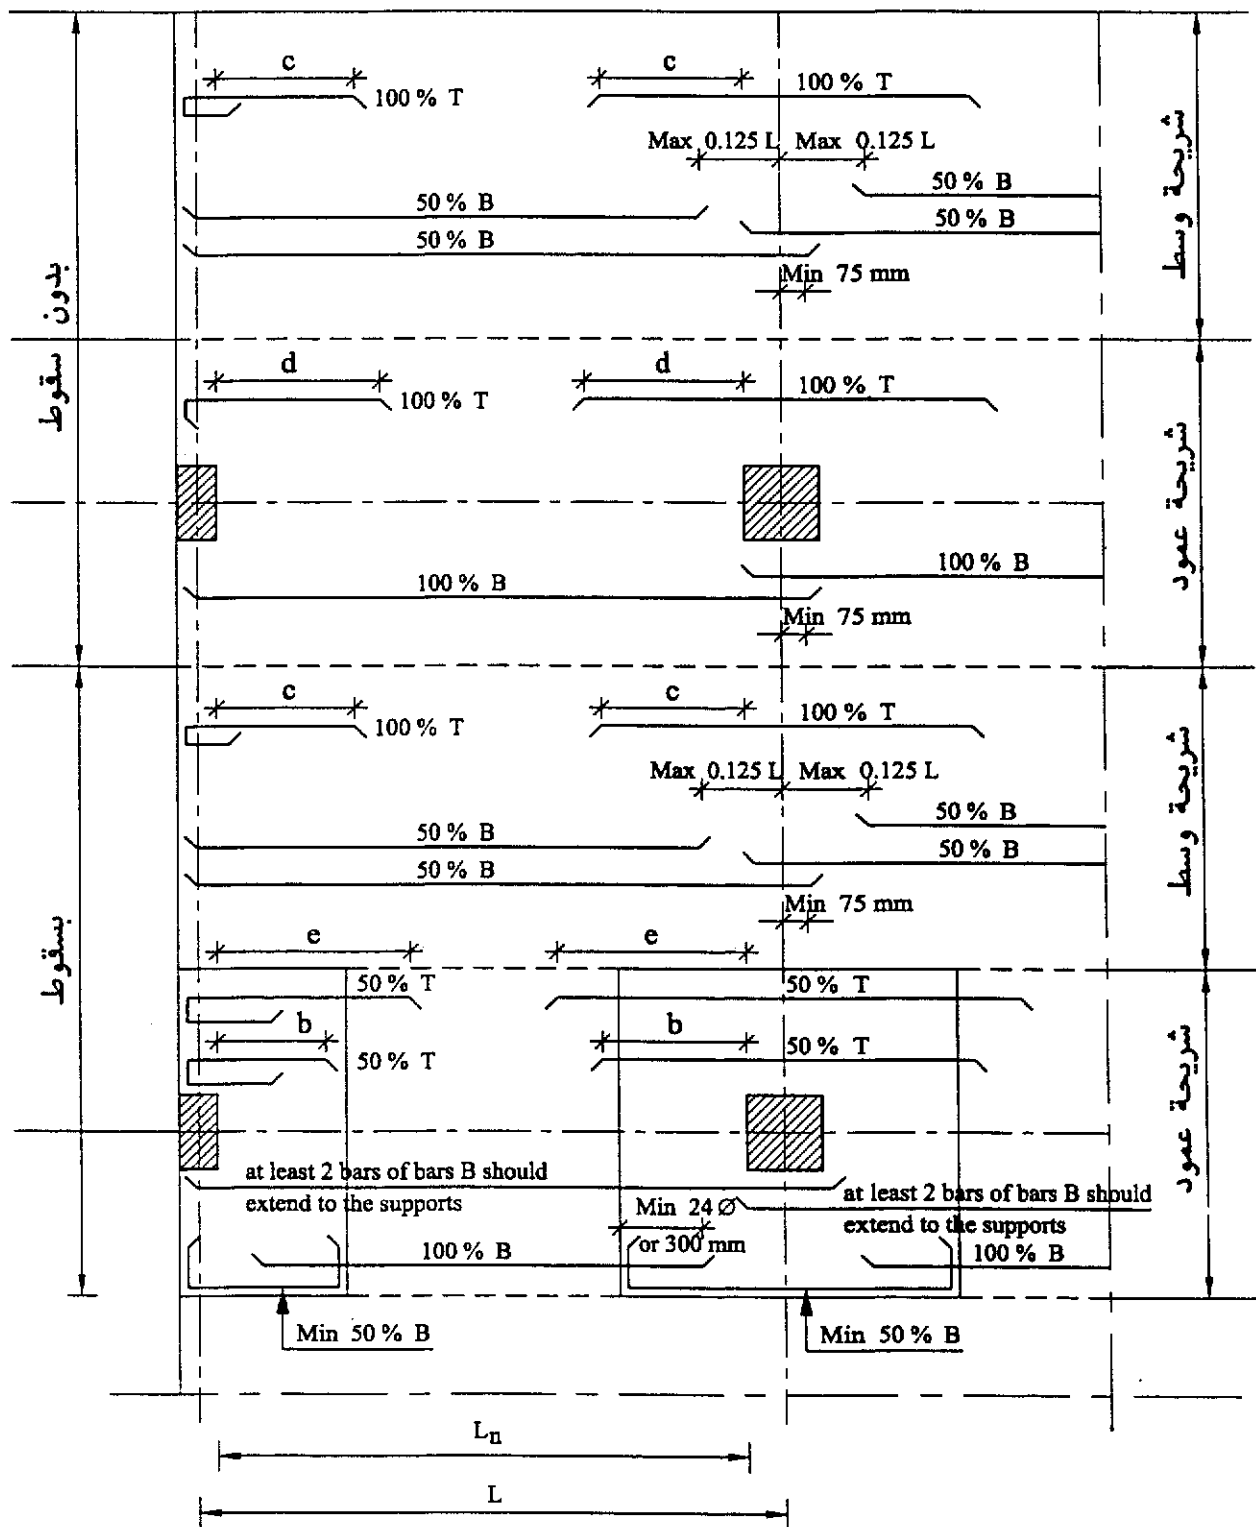 c
c
100 % T
100 % T
Max 0.125 L
Max 0.125 L
50 % B
50 % B
50 % B
50 % B
Min 75 mm
شريحة وسط
بدون سقوط
d
d
100 % T
100 % T
شريحة عمود
100 % B
100 % B
Min 75 mm
c
c
100 % T
100 % T
Max 0.125 L
Max 0.125 L
50 % B
50 % B
50 % B
50 % B
Min 75 mm
شريحة وسط
بسقوط
e
e
50 % T
50 % T
b
b
50 % T
50 % T
شريحة عمود
at least 2 bars of bars B should
extend to the supports
at least 2 bars of bars B should
extend to the supports
Min 24 Ø
or 300 mm
100 % B
100 % B
Min 50 % B
Min 50 % B
Ln
L